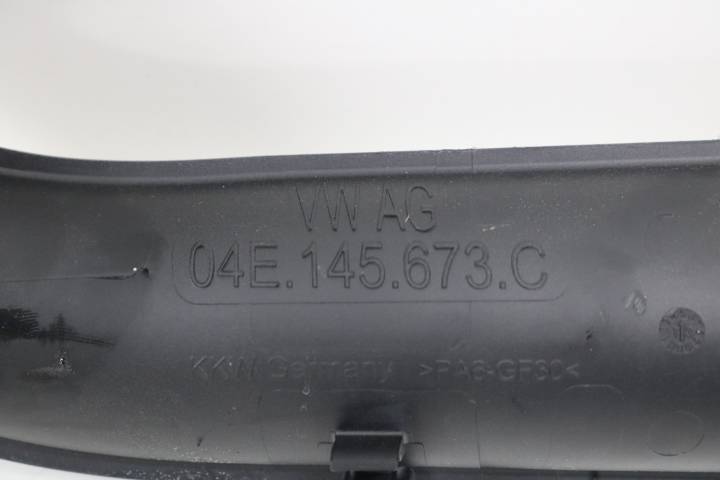 VW AG
04E.145.673.C
KKW Germany >PA6-GF30<